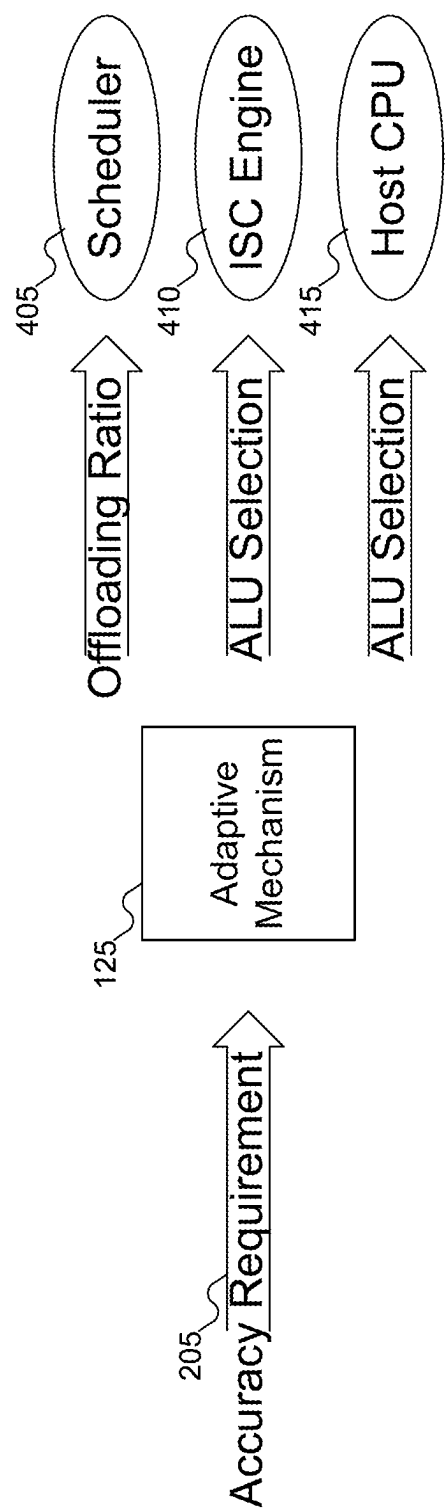 205
Accuracy Requirement
125
Adaptive
Mechanism
Offloading Ratio
405
Scheduler
ALU Selection
410
ISC Engine
ALU Selection
415
Host CPU